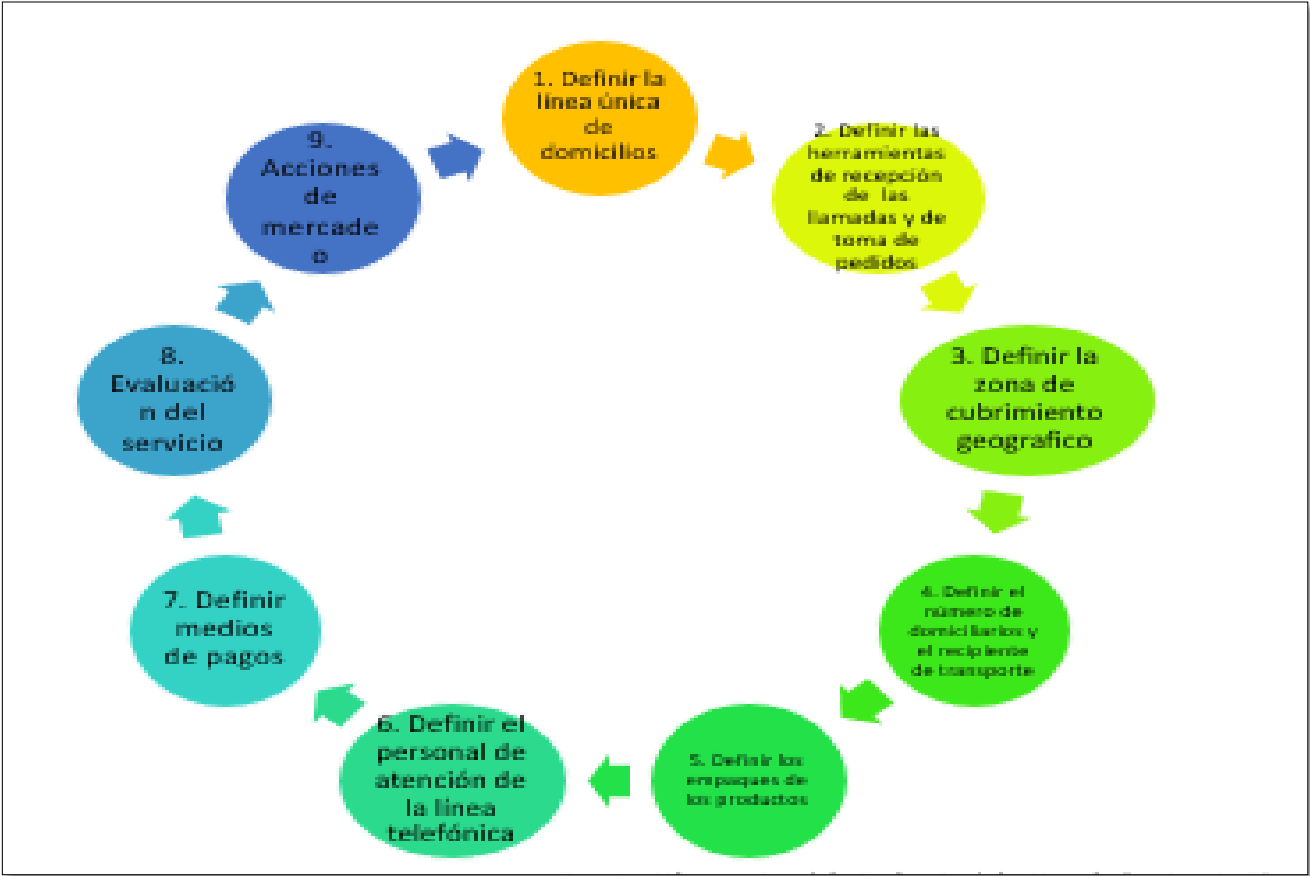 1. Definir la
línea única
de
domicilios
2. Definir las
herramientas
de recepción
de las
llamadas y de
toma de
pedidos
3. Definir la
zona de
cubrimiento
geografico
4. Definir el
número de
domiciliarios y
el recipiente
de transporte
5. Definir los
empaques de
los productos
6. Definir el
personal de
atención de
la linea
telefónica
7. Definir
medios
de pagos
8.
Evaluació
n del
servicio
9.
Acciones
de
mercade
o